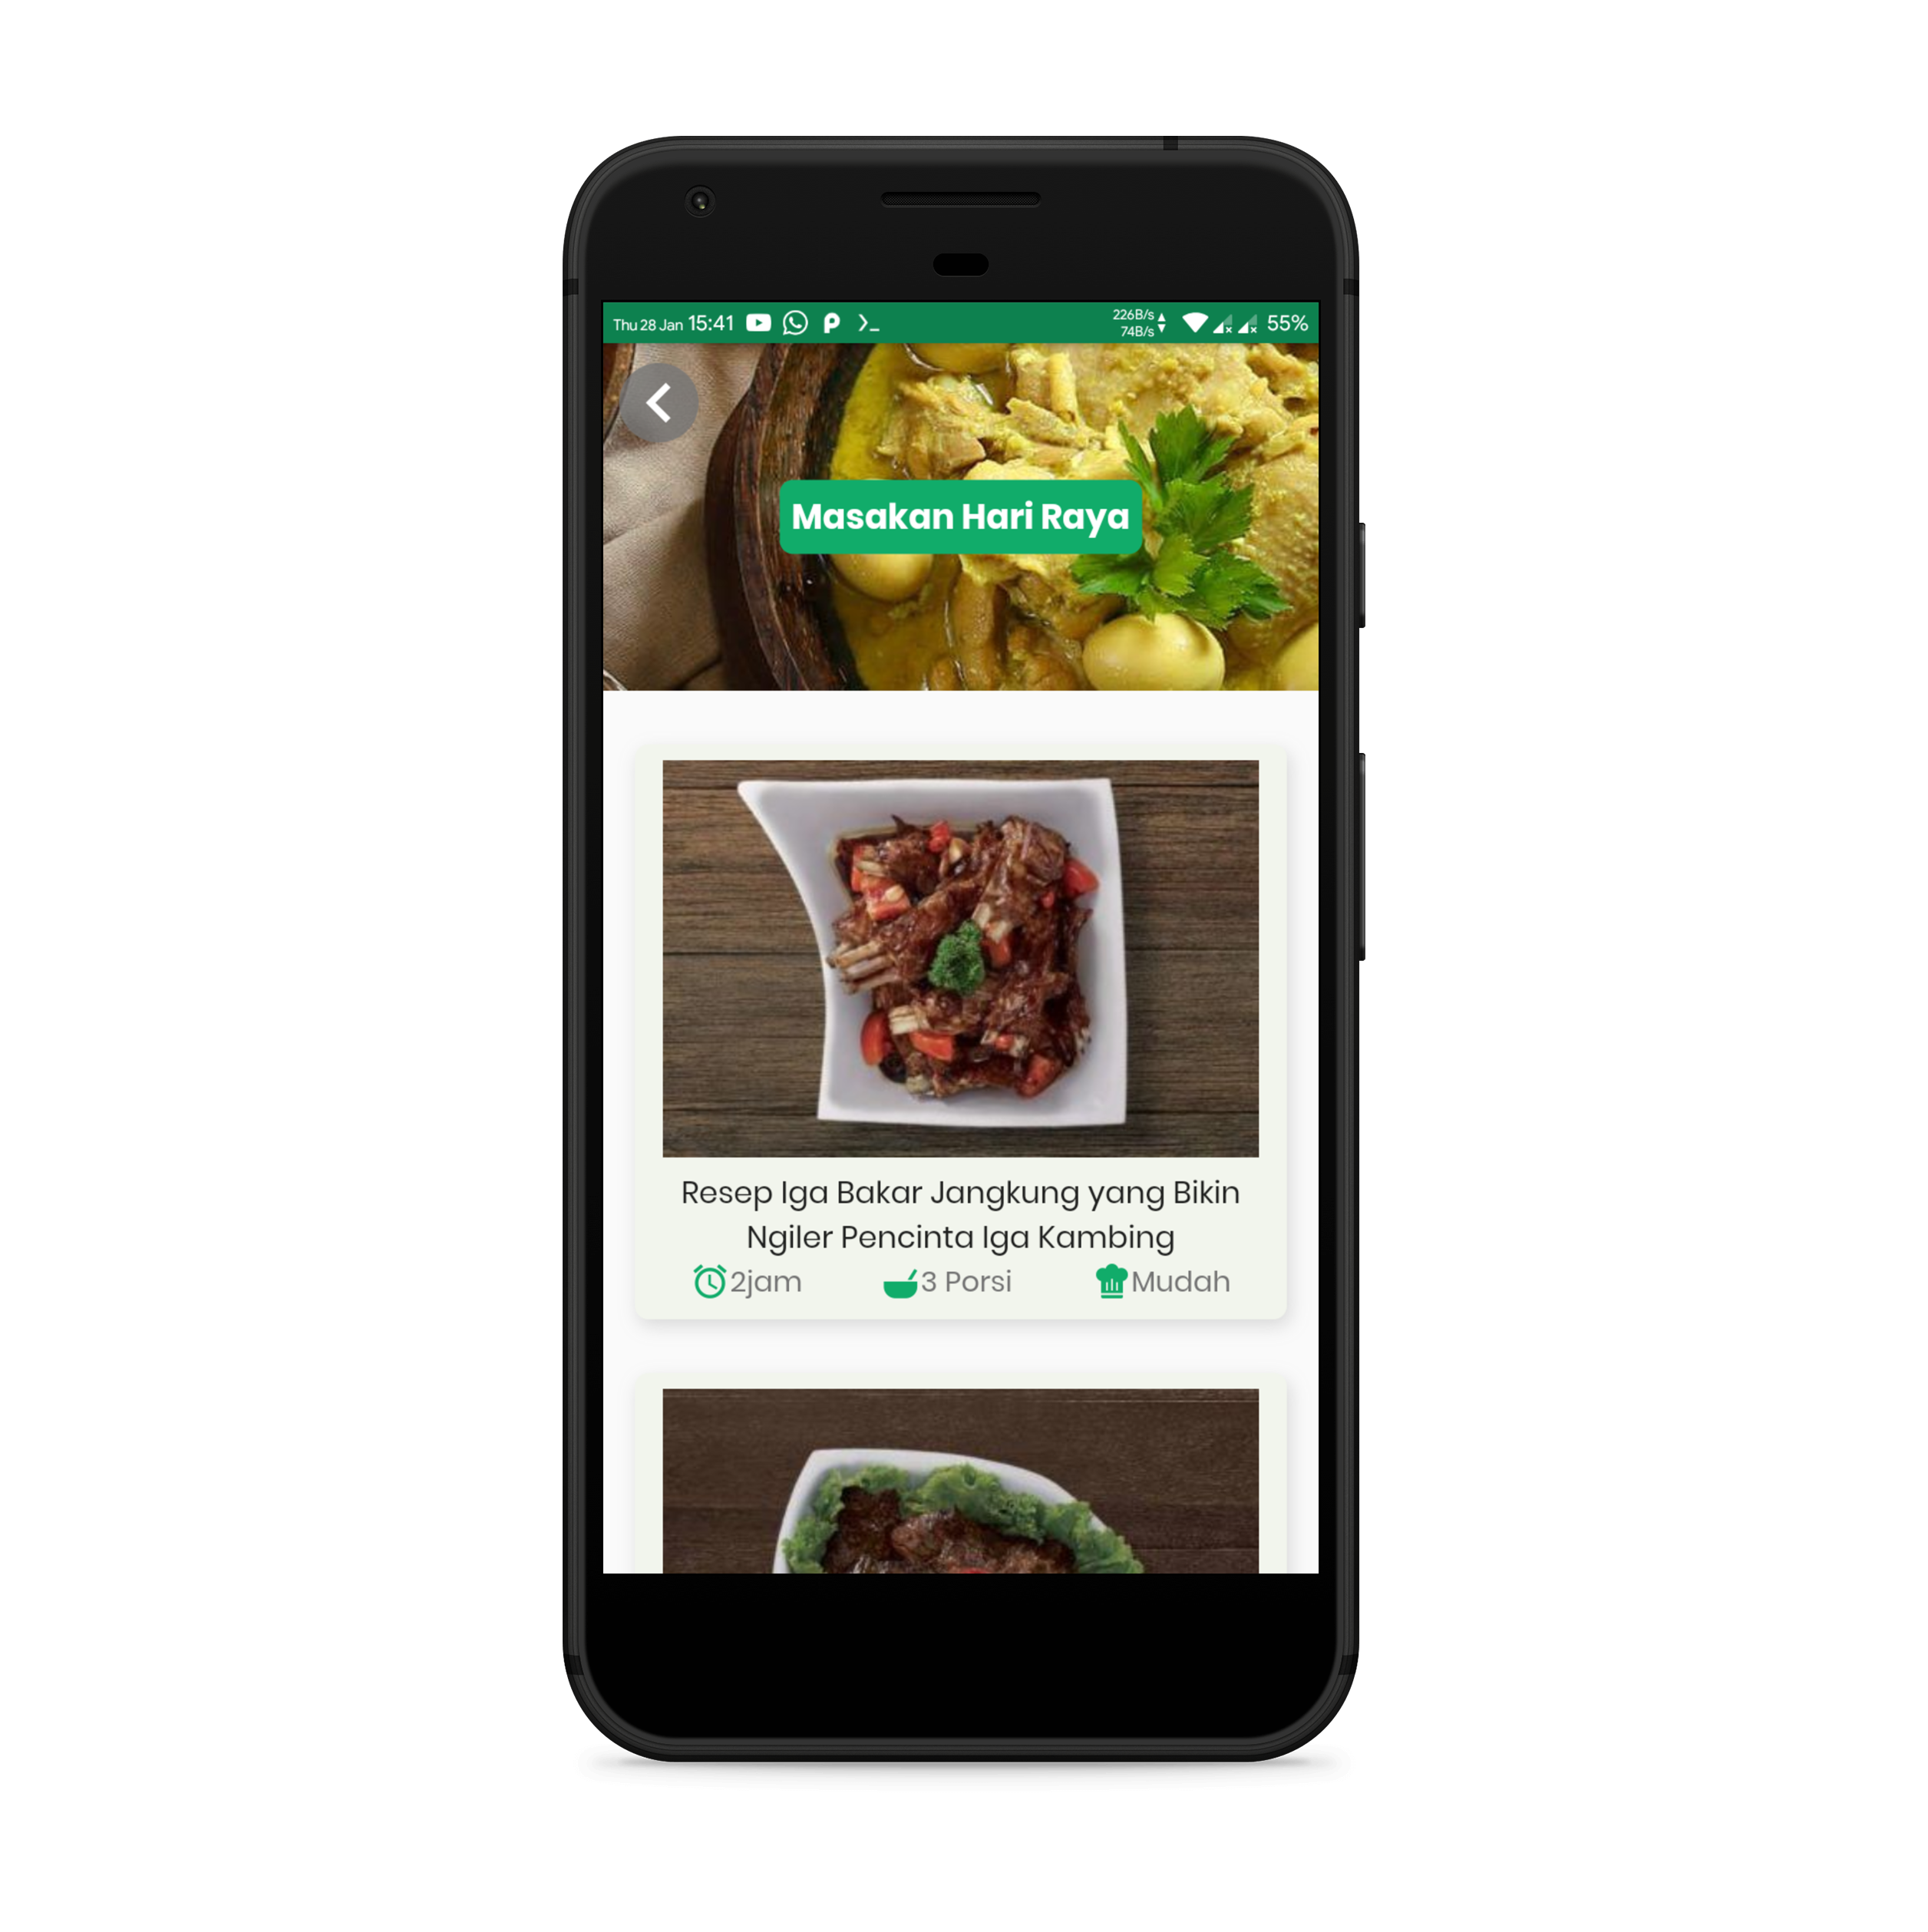 Thu 28 Jan 15:41 226B/s 55%
74B/s
Masakan Hari Raya
Resep Iga Bakar Jangkung yang Bikin
Ngiler Pencinta Iga Kambing
2jam 3 Porsi Mudah